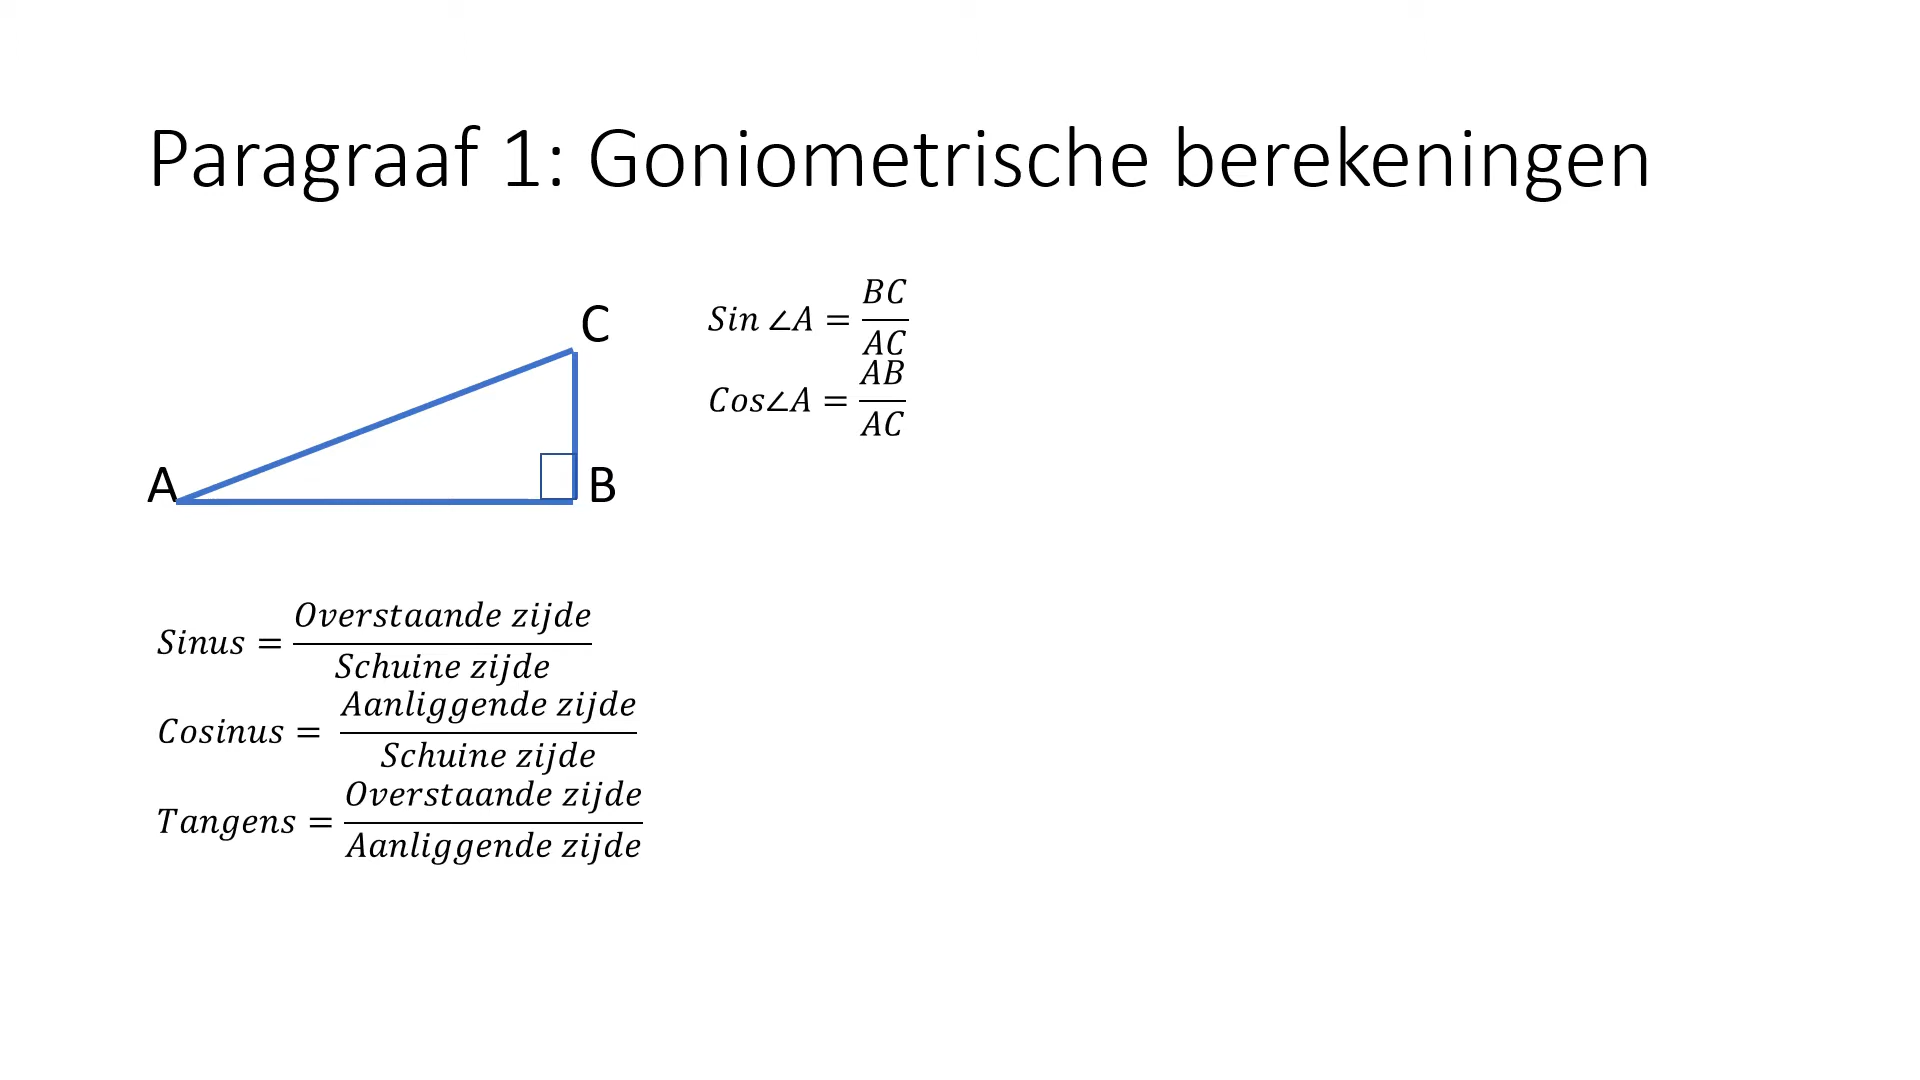 Paragraaf 1: Goniometrische berekeningen
C
A
B
Sin ∠A = BC/AC
Cos∠A = AB/AC
Sinus = Overstaande zijde/Schuine zijde
Cosinus = Aanliggende zijde/Schuine zijde
Tangens = Overstaande zijde/Aanliggende zijde